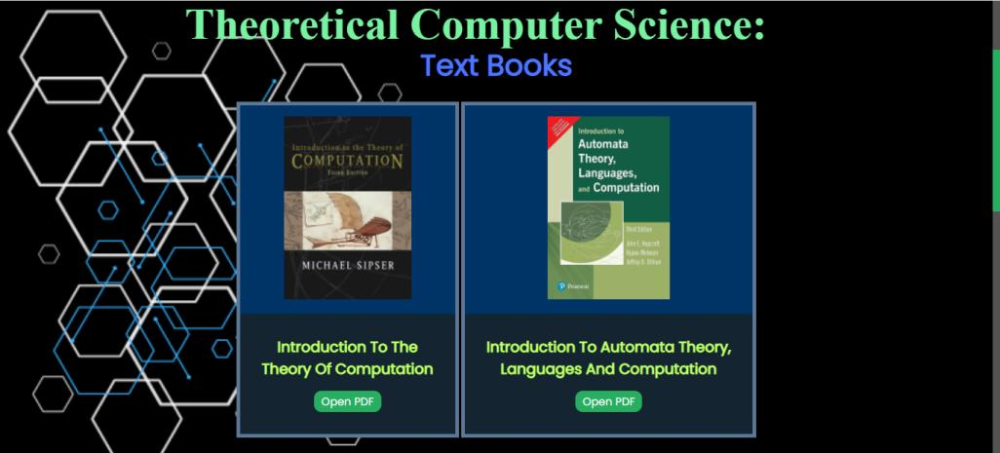 Theoretical Computer Science:
Text Books
Introduction to the Theory of
COMPUTATION
THIRD EDITION
MICHAEL SIPSER
Introduction to
Automata
Theory,
Languages,
and Computation
Third Edition
John E. Hopcroft
Jeffrey D. Ullman
Pearson
Introduction To The
Theory Of Computation
Open PDF
Introduction To Automata Theory,
Languages And Computation
Open PDF